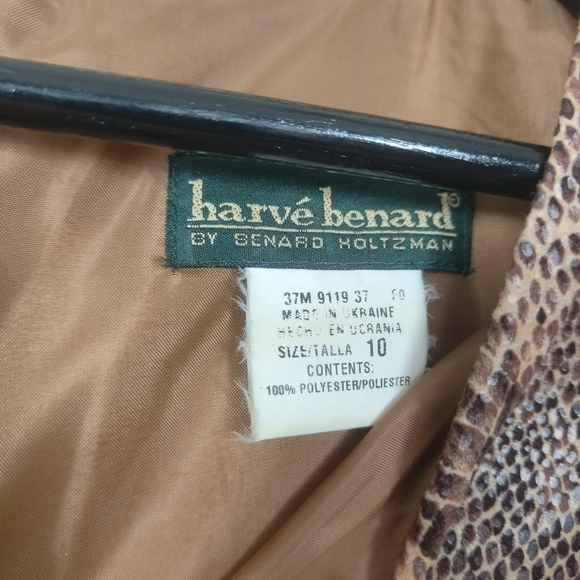 harvé benard®
BY BENARD HOLTZMAN
37M 9119 37
MADE IN UKRAINE
HECHO EN UCRANIA
SIZE/TALLA 10
CONTENTS:
100% POLYESTER/POLIESTER